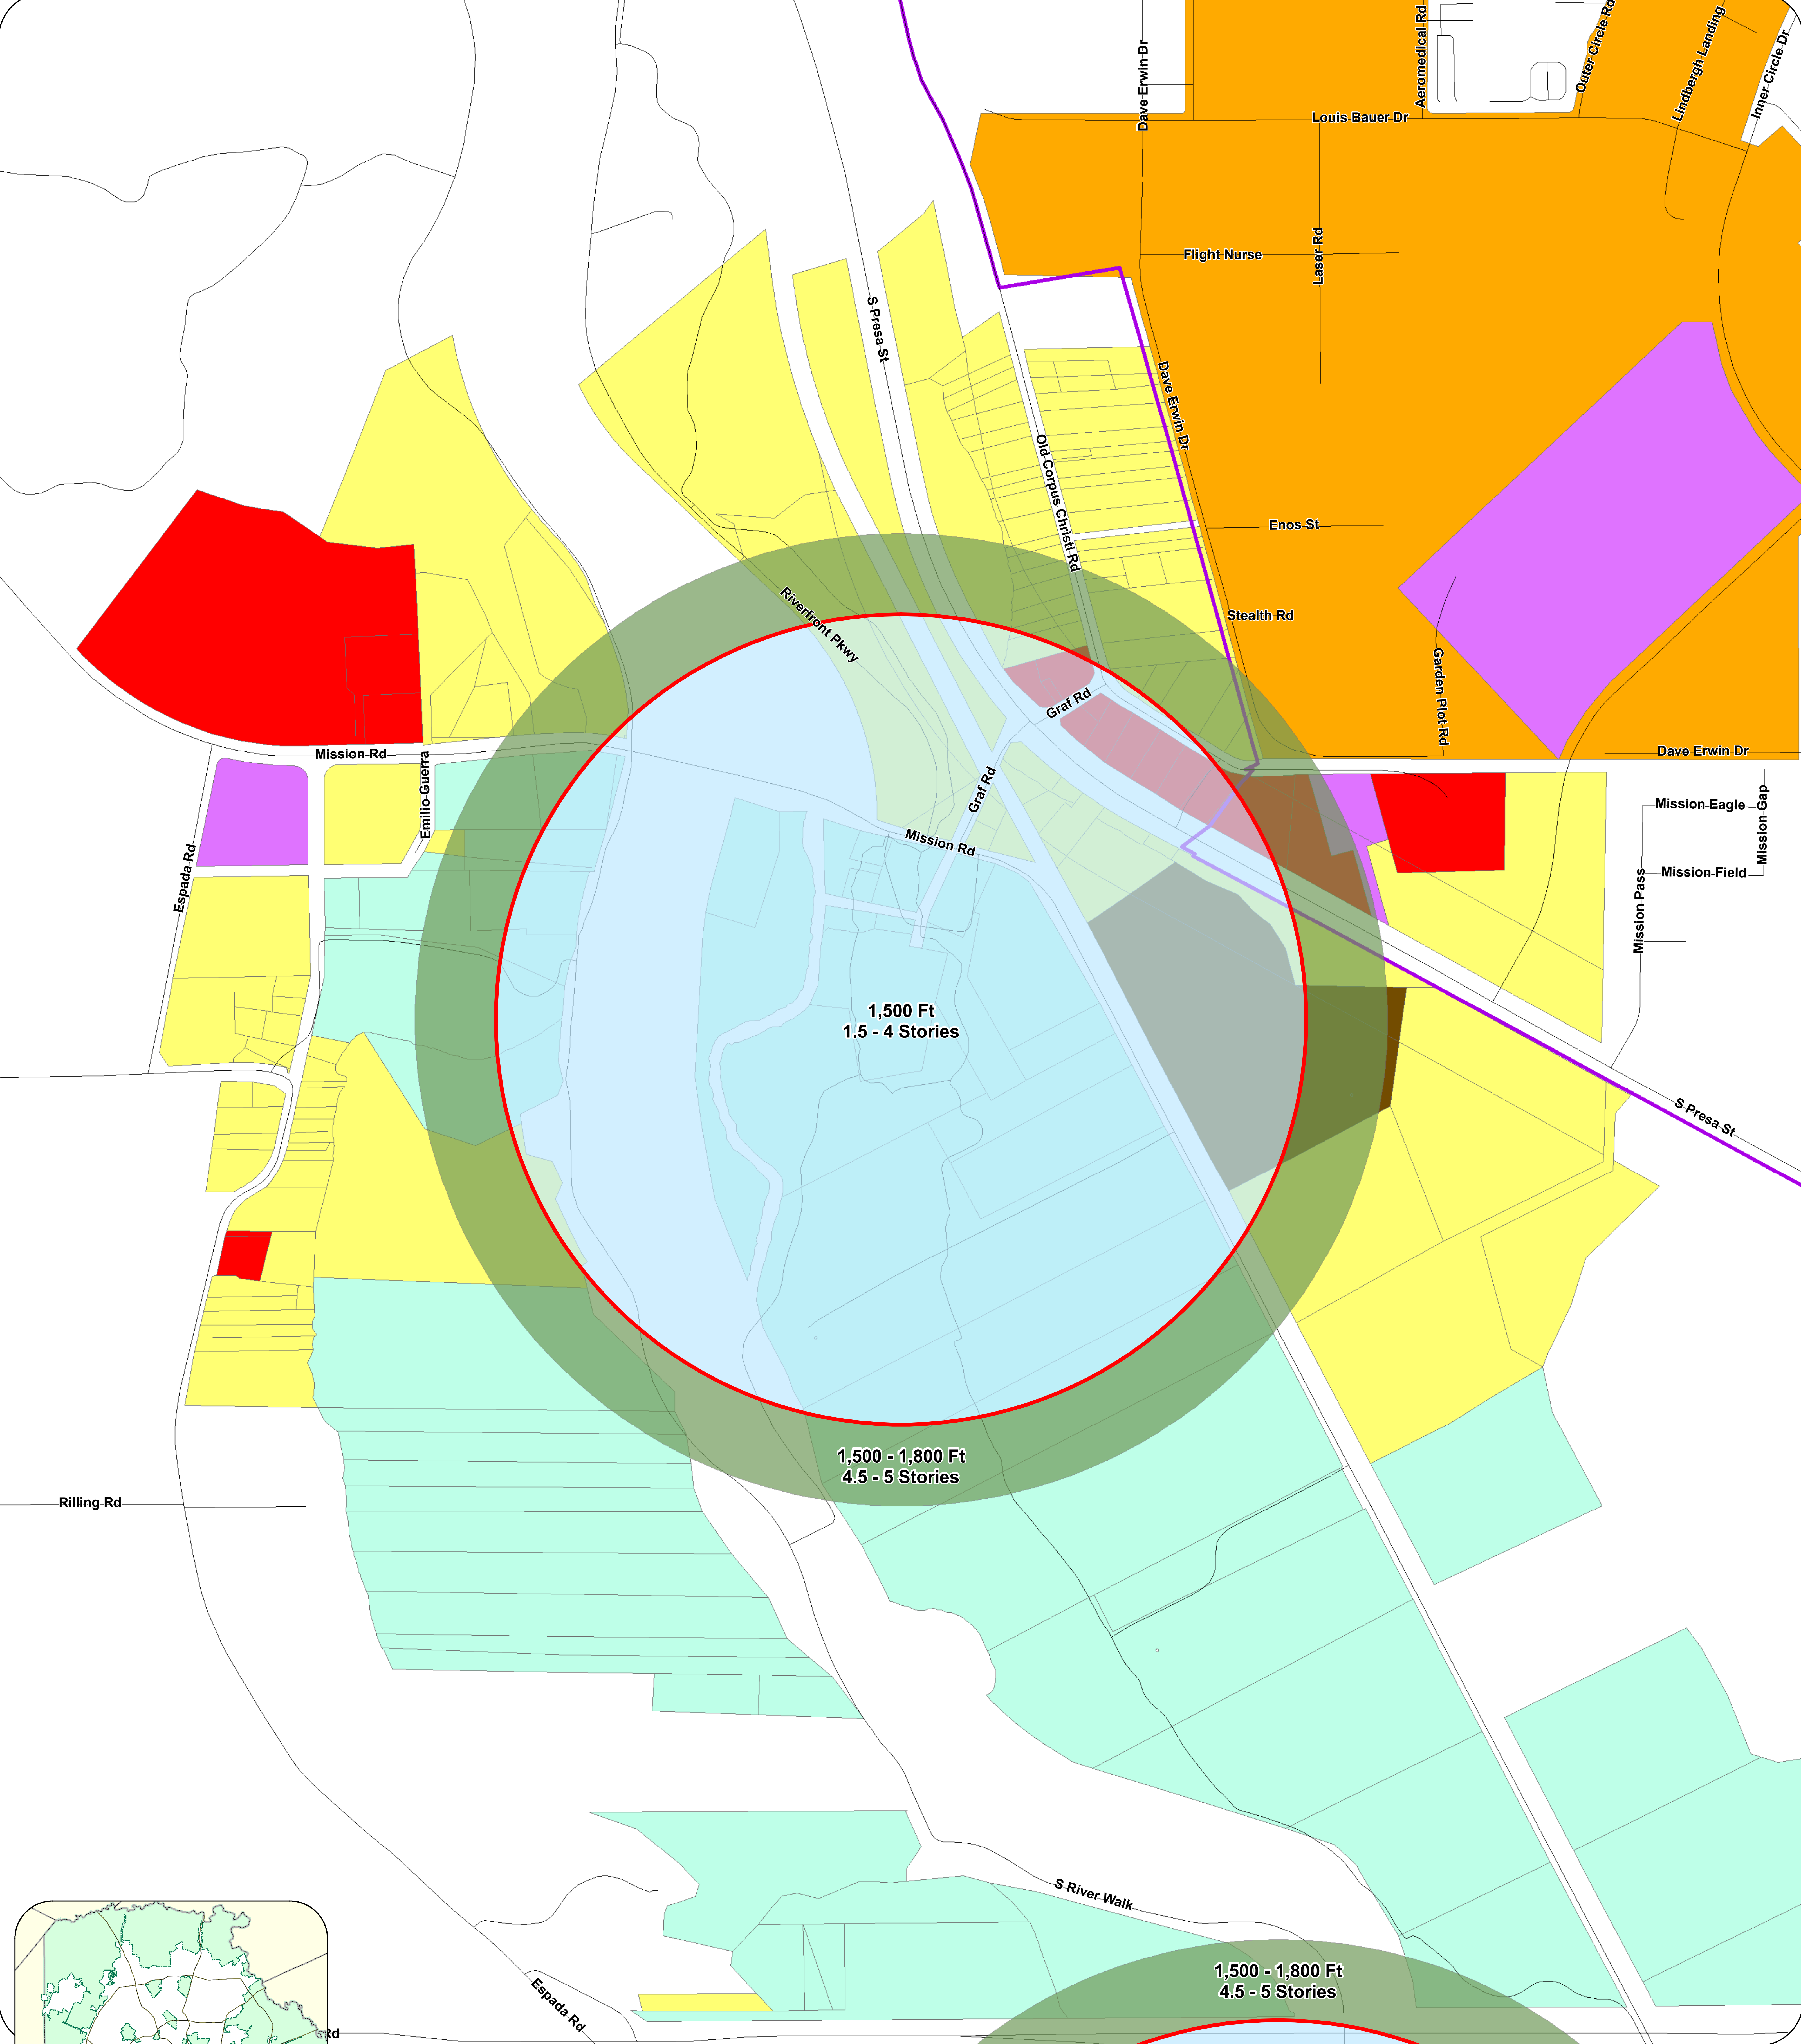 Dave Erwin Dr
Aeromedical Rd
Outer Circle Rd
Lindbergh Landing
Inner Circle Dr
Louis Bauer Dr
Flight Nurse
Laser Rd
S Presa St
Dave Erwin Dr
Old Corpus Christi Rd
Enos St
Riverfront Pkwy
Stealth Rd
Garden Plot Rd
Graf Rd
Mission Rd
Dave Erwin Dr
Emilio Guerra
Graf Rd
Mission Eagle
Mission Gap
Mission Rd
Espada Rd
Mission Field
Mission Pass
1,500 Ft
1.5 - 4 Stories
S Presa St
1,500 - 1,800 Ft
4.5 - 5 Stories
Rilling Rd
S River Walk
1,500 - 1,800 Ft
4.5 - 5 Stories
Espada Rd
Rd